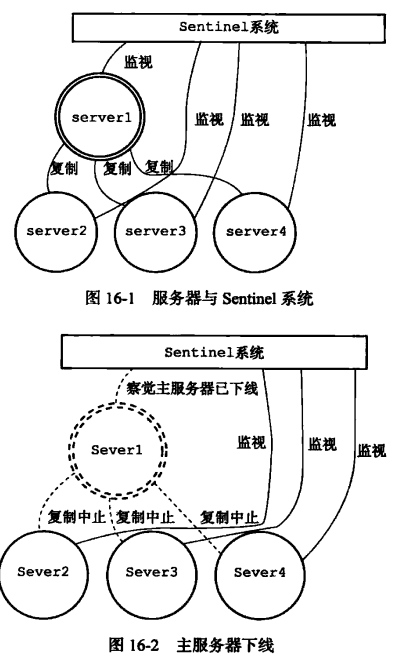 Sentinel系统
监视
server1
监视
监视
监视
复制
复制
复制
server2
server3
server4
图 16-1 服务器与 Sentinel 系统
Sentinel系统
察觉主服务器已下线
Sever1
监视
监视
监视
复制中止
复制中止
复制中止
Sever2
Sever3
Sever4
图 16-2 主服务器下线